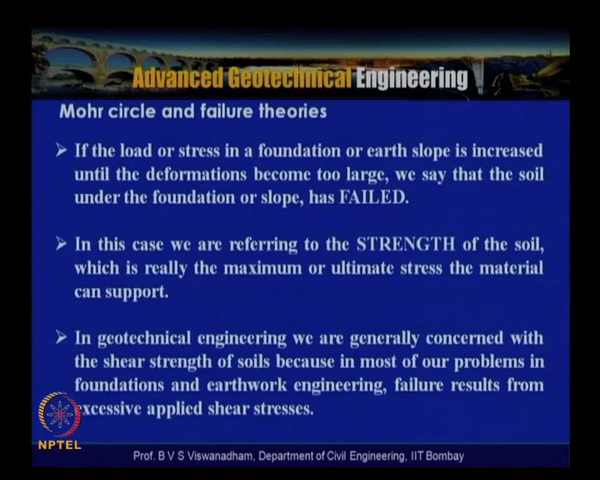 Advanced Geotechnical Engineering
Mohr circle and failure theories
➢ If the load or stress in a foundation or earth slope is increased
until the deformations become too large, we say that the soil
under the foundation or slope, has FAILED.
➢ In this case we are referring to the STRENGTH of the soil,
which is really the maximum or ultimate stress the material
can support.
➢ In geotechnical engineering we are generally concerned with
the shear strength of soils because in most of our problems in
foundations and earthwork engineering, failure results from
excessive applied shear stresses.
NPTEL
Prof. B V S Viswanadham, Department of Civil Engineering, IIT Bombay